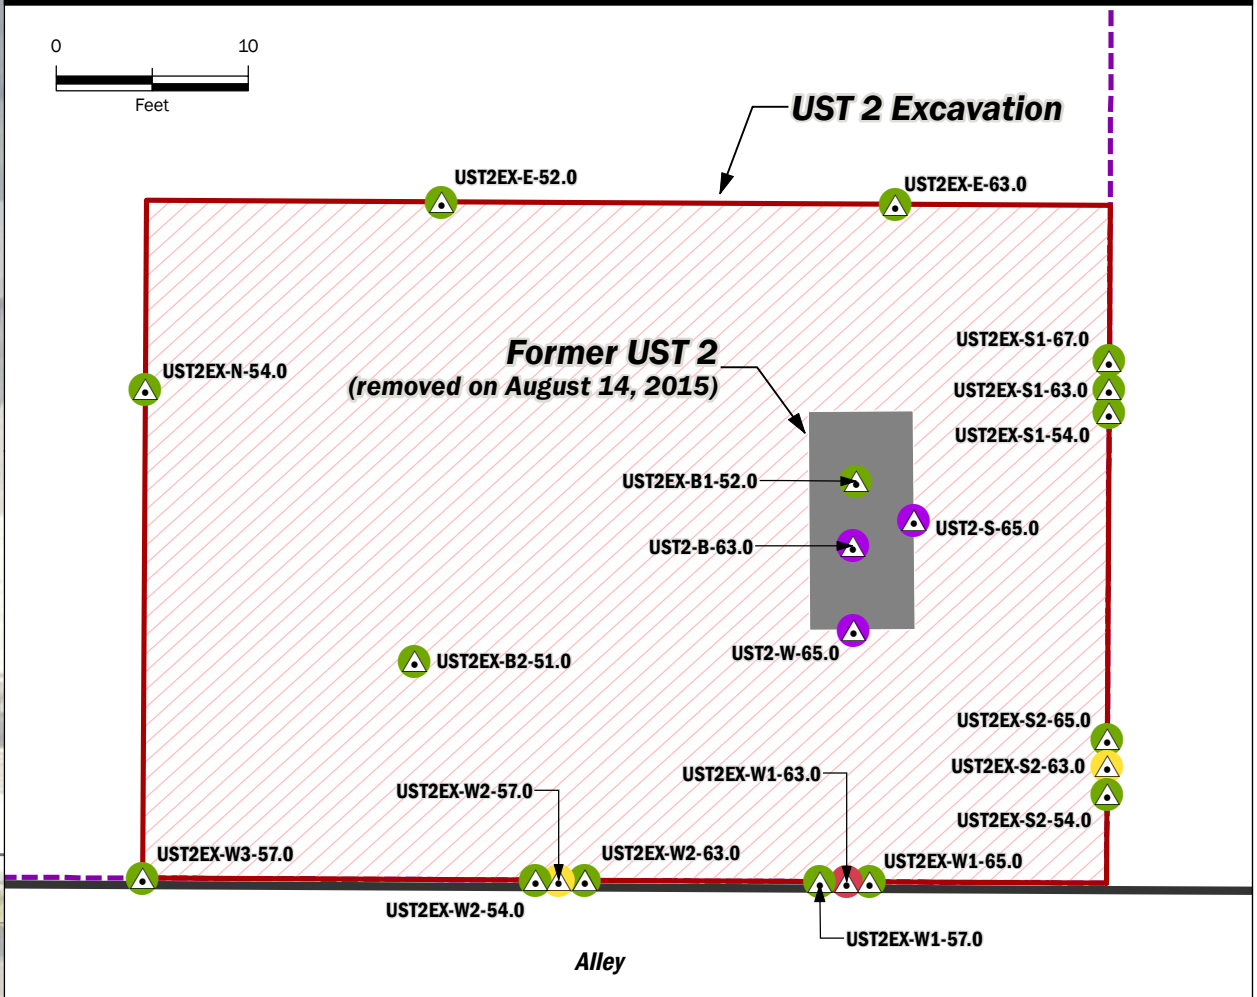 0 10
Feet
UST 2 Excavation
UST2EX-E-52.0
UST2EX-E-63.0
UST2EX-S1-67.0
Former UST 2
(removed on August 14, 2015)
UST2EX-N-54.0
UST2EX-S1-63.0
UST2EX-S1-54.0
UST2EX-B1-52.0
UST2-S-65.0
UST2-B-63.0
UST2-W-65.0
UST2EX-B2-51.0
UST2EX-S2-65.0
UST2EX-S2-63.0
UST2EX-W1-63.0
UST2EX-W2-57.0
UST2EX-S2-54.0
UST2EX-W3-57.0
UST2EX-W2-63.0
UST2EX-W1-65.0
UST2EX-W2-54.0
UST2EX-W1-57.0
Alley